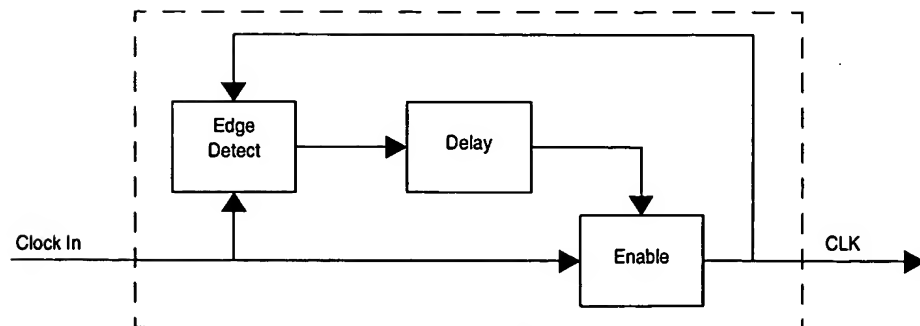 Edge
Detect
Delay
Clock In
Enable
CLK